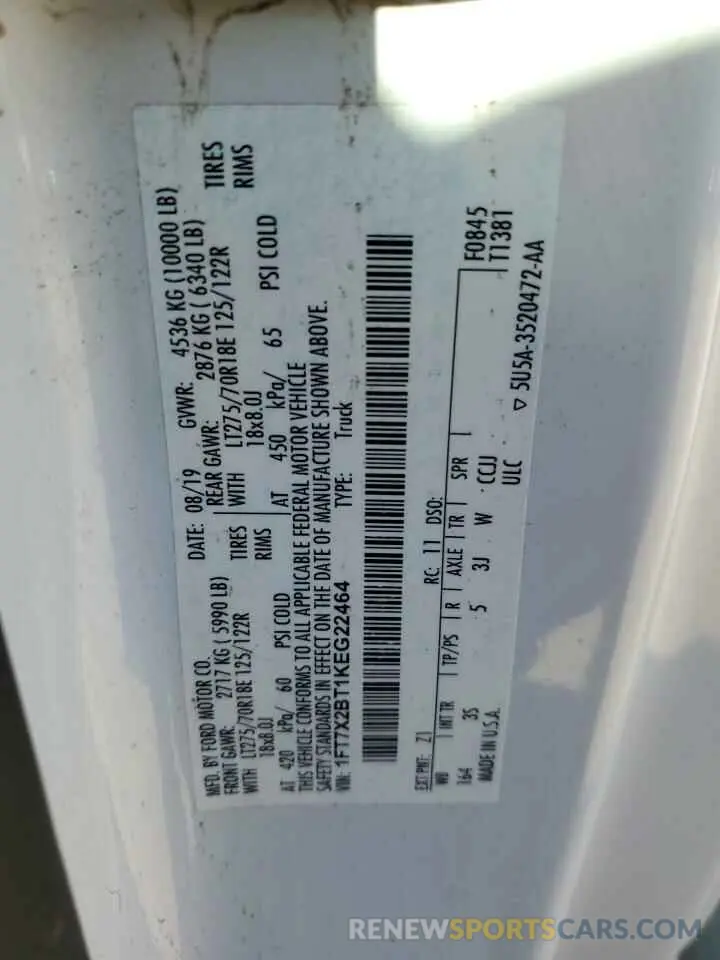 MFD. BY FORD MOTOR CO.
DATE: 08/19 GVWR: 4536 KG (10000 LB)
FRONT GAWR: 2717 KG ( 5990 LB) REAR GAWR: 2876 KG ( 6340 LB)
WITH LT275/70R18E 125/122R TIRES WITH LT275/70R18E 125/122R TIRES
18x8.0J RIMS 18x8.0J RIMS
AT 420 kPa/ 60 PSI COLD AT 450 kPa/ 65 PSI COLD
THIS VEHICLE CONFORMS TO ALL APPLICABLE FEDERAL MOTOR VEHICLE
SAFETY STANDARDS IN EFFECT ON THE DATE OF MANUFACTURE SHOWN ABOVE.
VIN: 1FT7X2BT1KEG22464 TYPE: Truck
EXT PNT: Z1 RC: 11 DSO: F0845
WB INT TR TP/PS R AXLE TR SPR T1381
164 3S 5 3J W CCJJ
MADE IN U.S.A. ULC
5U5A-3520472-AA
RENEWSPORTSCARS.COM